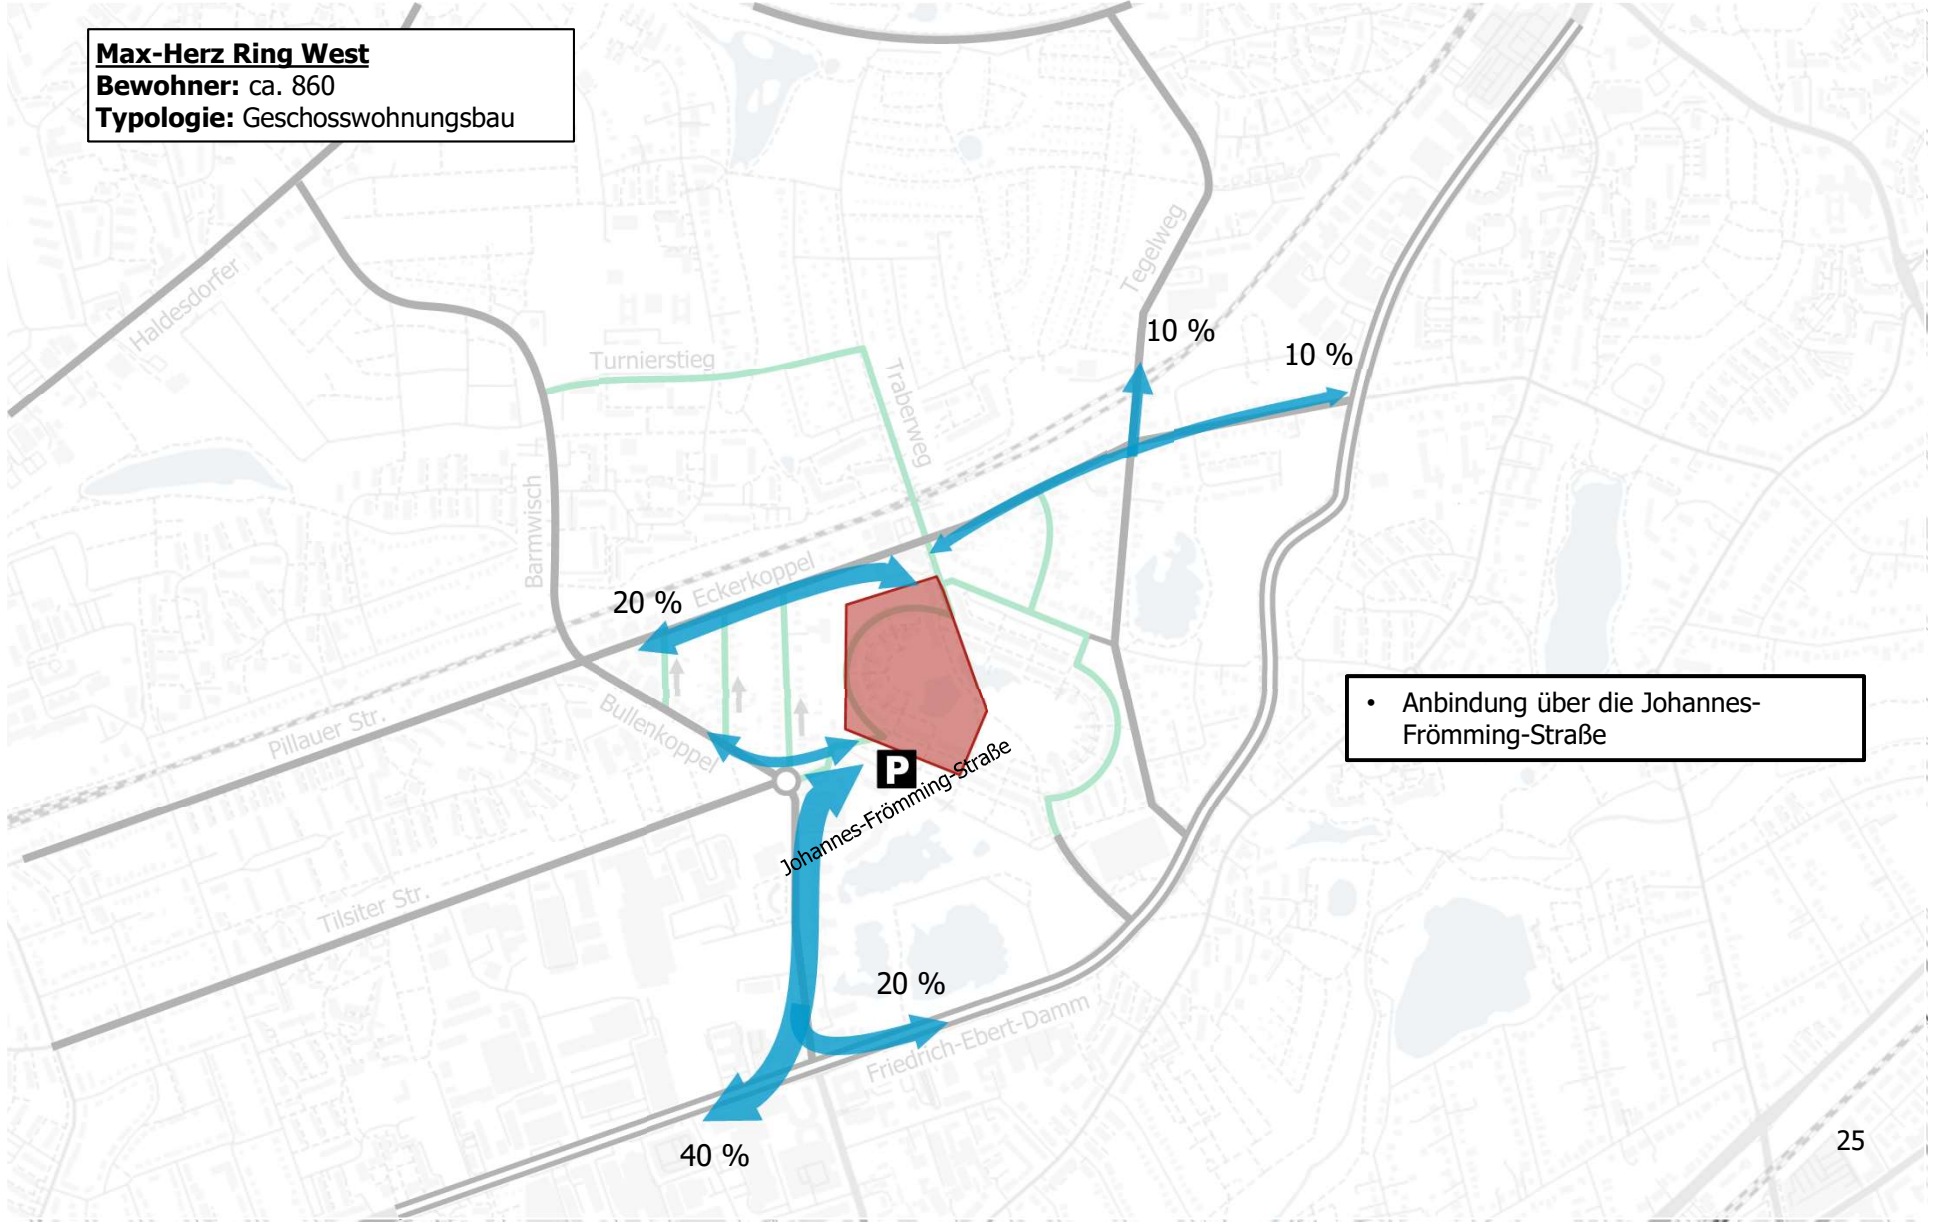 Max-Herz Ring West
Bewohner: ca. 860
Typologie: Geschosswohnungsbau
Haldesdorfer
Tegelweg
10 %
10 %
Turnierstieg
Traberweg
Barmwisch
Eckerkoppel
20 %
Bullenkoppel
Pillauer Str.
• Anbindung über die Johannes-
Frömming-Straße
P
Johannes-Frömming-Straße
Tilsiter Str.
20 %
Friedrich-Ebert-Damm
40 %
25